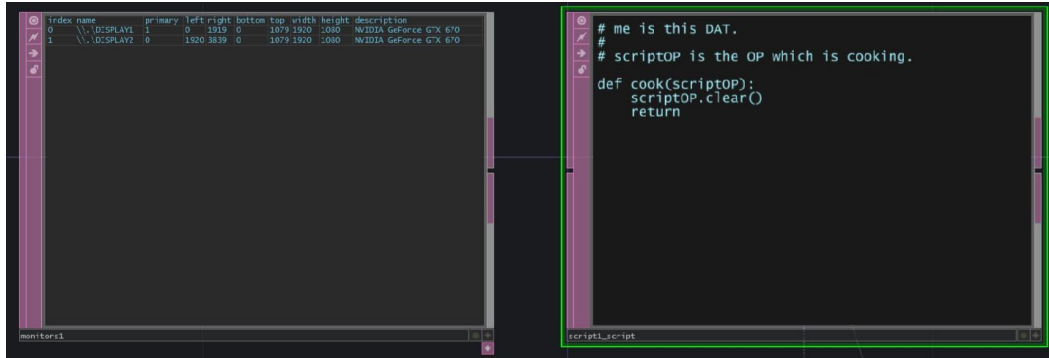 index name primary left right bottom top width height description
0 \\.\DISPLAY1 1 0 1919 0 1079 1920 1080 NVIDIA GeForce GTX 670
1 \\.\DISPLAY2 0 1920 3839 0 1079 1920 1080 NVIDIA GeForce GTX 670
monitors1
# me is this DAT.
#
# scriptOP is the OP which is cooking.
def cook(scriptOP):
scriptOP.clear()
return
script1_script